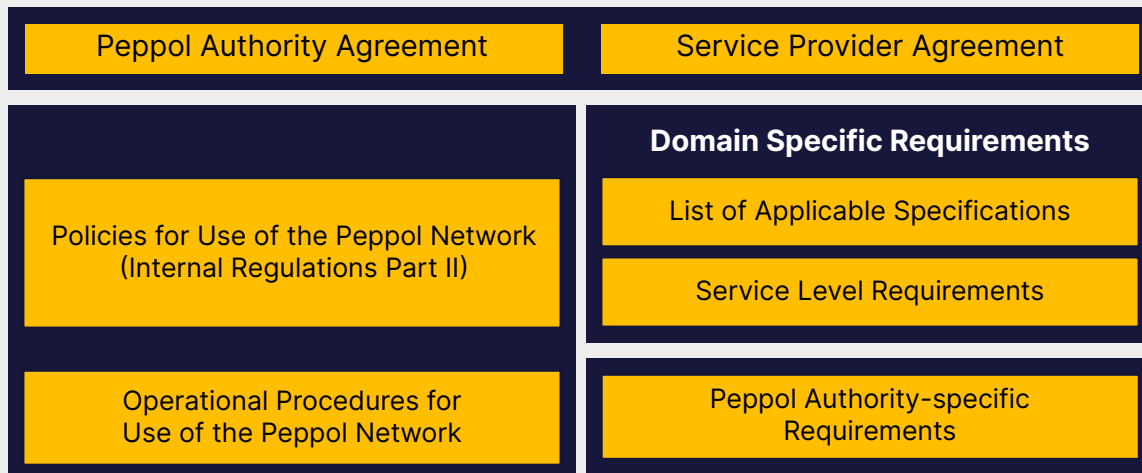 Peppol Authority Agreement
Service Provider Agreement
Policies for Use of the Peppol Network
(Internal Regulations Part II)
Operational Procedures for
Use of the Peppol Network
Domain Specific Requirements
List of Applicable Specifications
Service Level Requirements
Peppol Authority-specific
Requirements